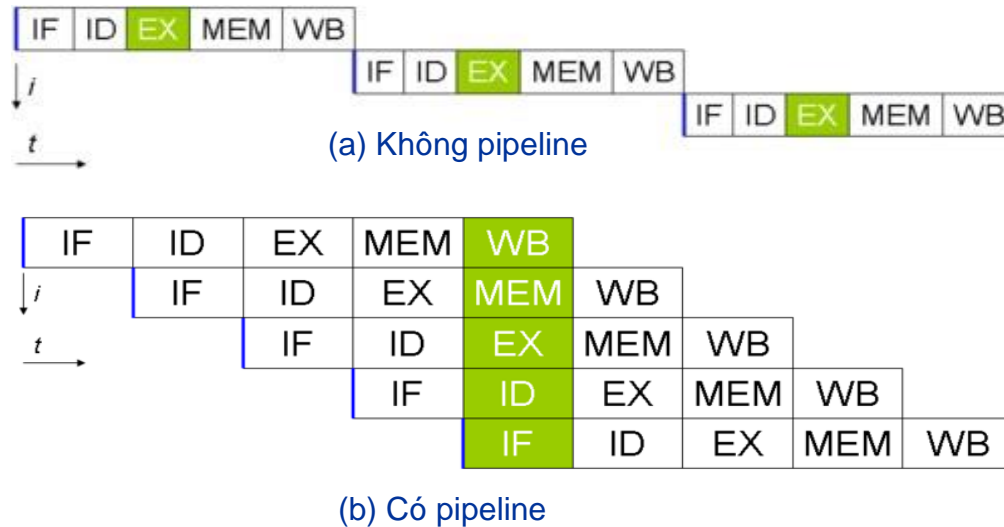 IF ID EX MEM WB
IF ID EX MEM WB
i
IF ID EX MEM WB
t
(a) Không pipeline
IF ID EX MEM WB
i
IF ID EX MEM WB
t
IF ID EX MEM WB
IF ID EX MEM WB
IF ID EX MEM WB
(b) Có pipeline